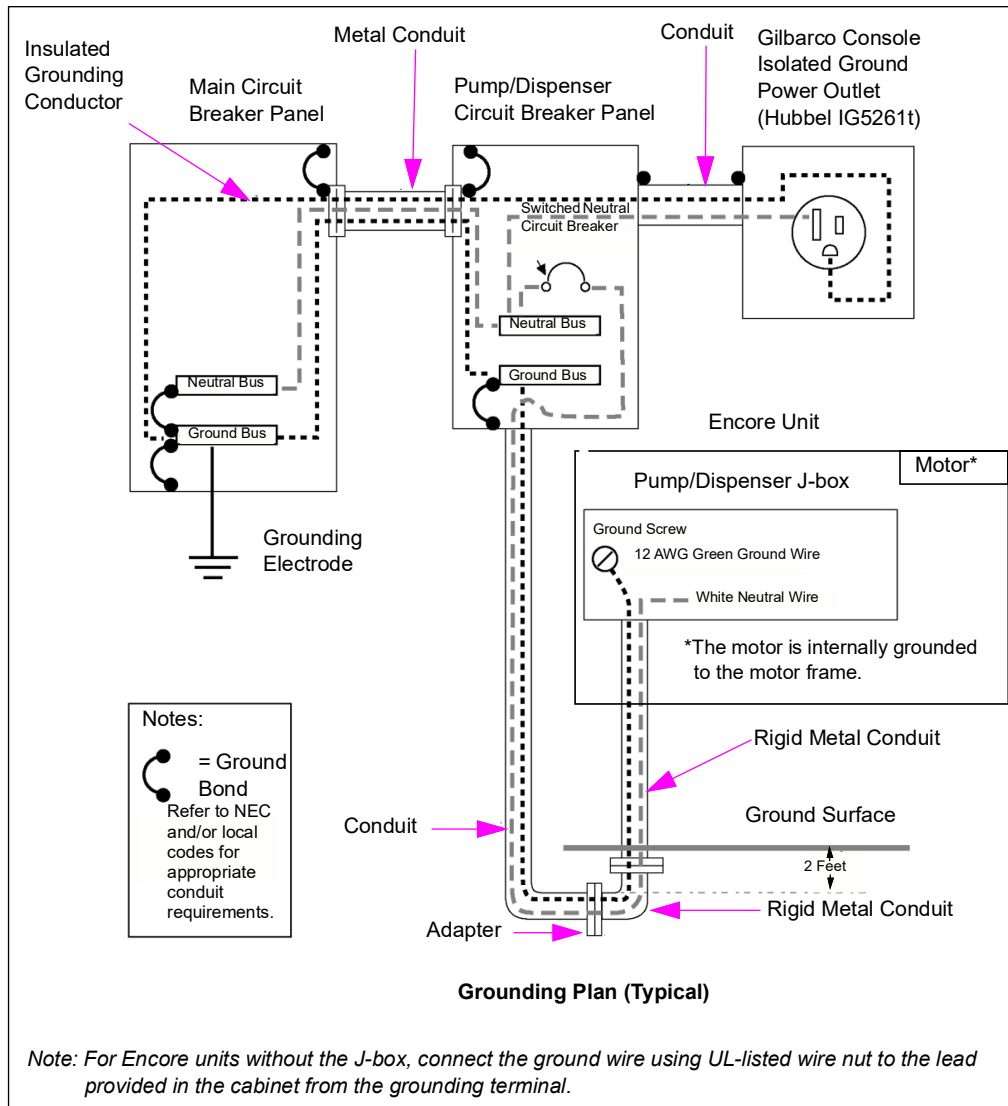 Insulated
Grounding
Conductor
Metal Conduit
Conduit
Gilbarco Console
Isolated Ground
Power Outlet
(Hubbel IG5261t)
Main Circuit
Breaker Panel
Pump/Dispenser
Circuit Breaker Panel
Switched Neutral
Circuit Breaker
Neutral Bus
Ground Bus
Neutral Bus
Ground Bus
Grounding
Electrode
Encore Unit
Motor*
Pump/Dispenser J-box
Ground Screw
12 AWG Green Ground Wire
White Neutral Wire
*The motor is internally grounded
to the motor frame.
Notes:
= Ground
Bond
Refer to NEC
and/or local
codes for
appropriate
conduit
requirements.
Conduit
Rigid Metal Conduit
Ground Surface
2 Feet
Rigid Metal Conduit
Adapter
Grounding Plan (Typical)
Note: For Encore units without the J-box, connect the ground wire using UL-listed wire nut to the lead
provided in the cabinet from the grounding terminal.